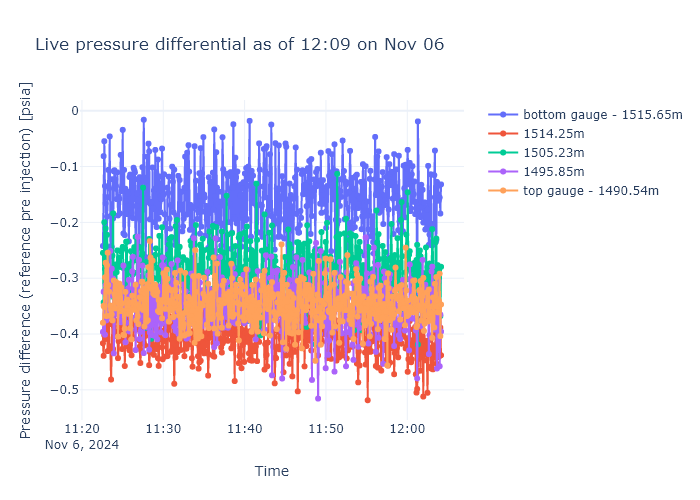 Live pressure differential as of 12:09 on Nov 06
Pressure difference (reference pre injection) [psia]
0
−0.1
−0.2
−0.3
−0.4
−0.5
11:20
11:30
11:40
11:50
12:00
Nov 6, 2024
Time
bottom gauge - 1515.65m
1514.25m
1505.23m
1495.85m
top gauge - 1490.54m